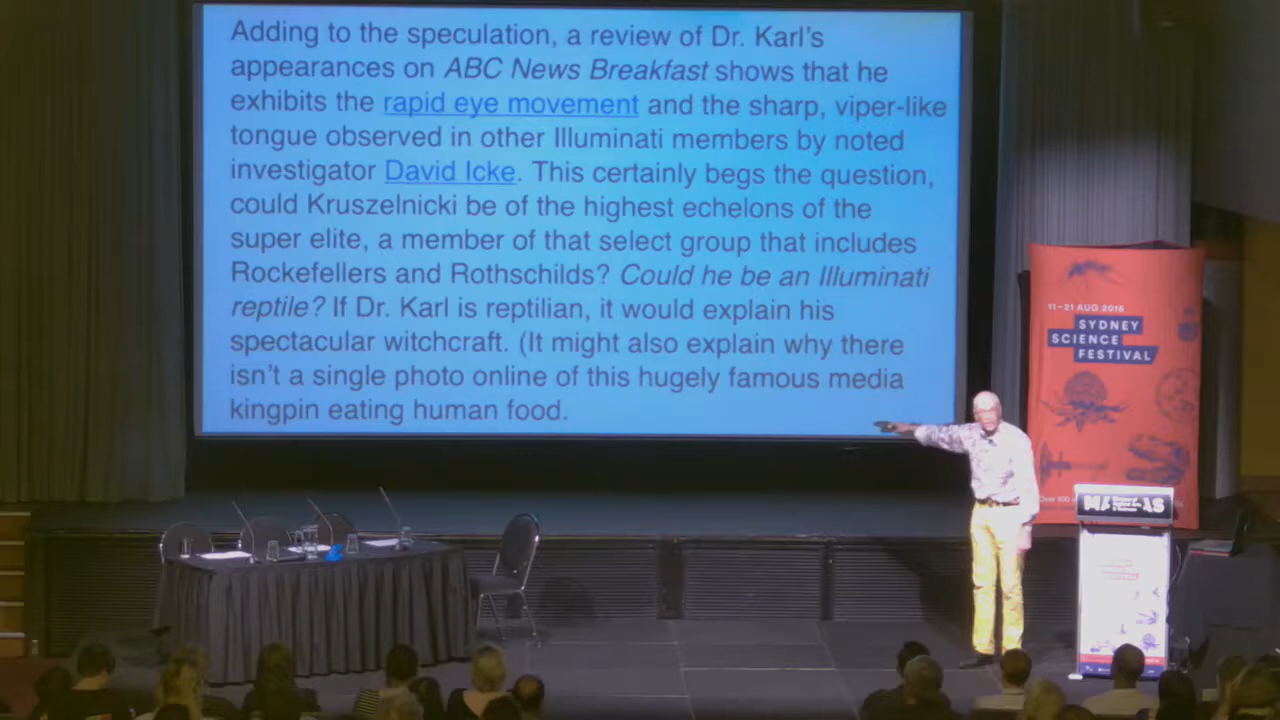 Adding to the speculation, a review of Dr. Karl's
appearances on ABC News Breakfast shows that he
exhibits the rapid eye movement and the sharp, viper-like
tongue observed in other Illuminati members by noted
investigator David Icke. This certainly begs the question,
could Kruszelnicki be of the highest echelons of the
super elite, a member of that select group that includes
Rockefellers and Rothschilds? Could he be an Illuminati
reptile? If Dr. Karl is reptilian, it would explain his
spectacular witchcraft. (It might also explain why there
isn't a single photo online of this hugely famous media
kingpin eating human food.
11–21 AUG 2016
SYDNEY
SCIENCE
FESTIVAL
Over 100
MAAS